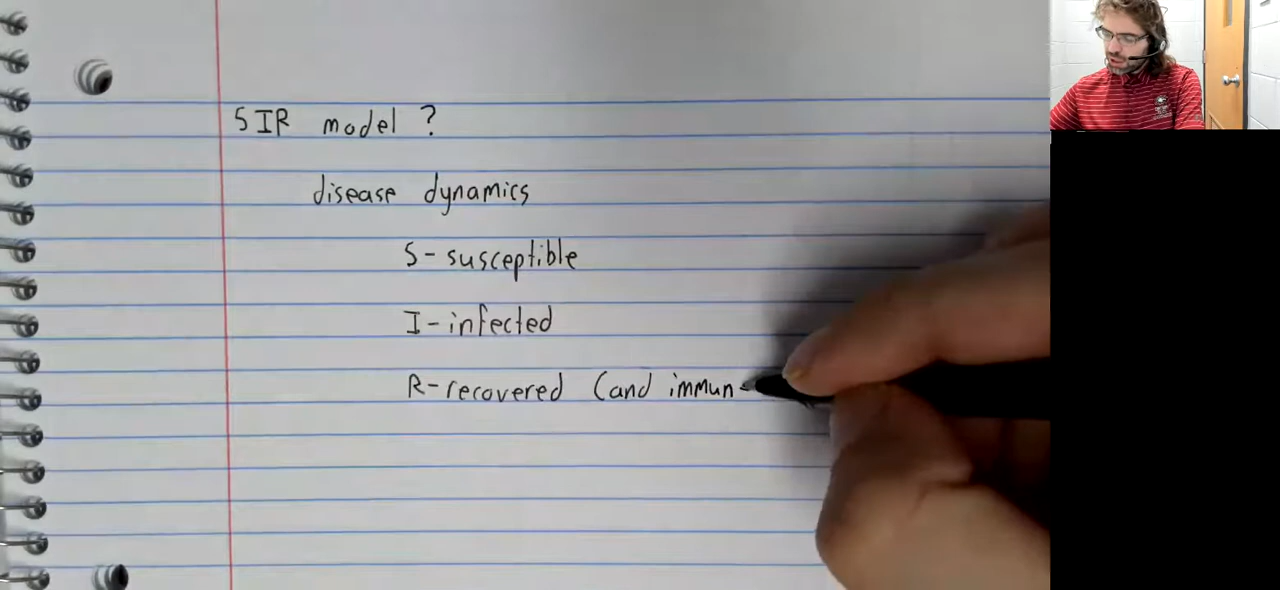 SIR model ?
disease dynamics
S - susceptible
I - infected
R - recovered (and immun